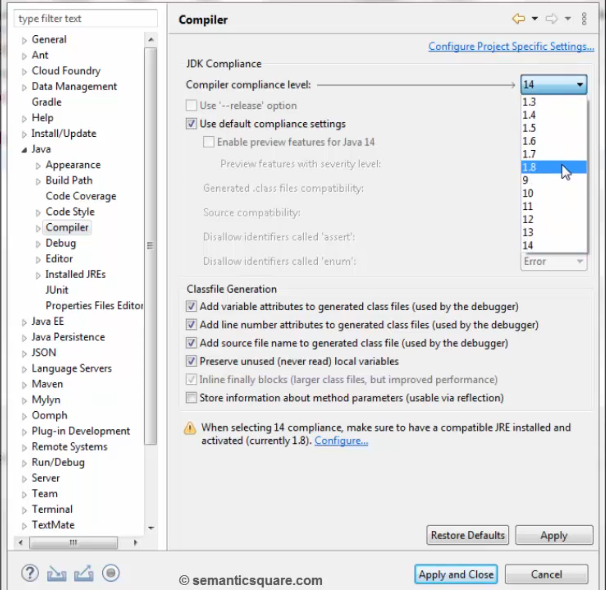 type filter text
General
Ant
Cloud Foundry
Data Management
Gradle
Help
Install/Update
Java
Appearance
Build Path
Code Coverage
Code Style
Compiler
Debug
Editor
Installed JREs
JUnit
Properties Files Editor
Java EE
Java Persistence
JSON
Language Servers
Maven
Mylyn
Oomph
Plug-in Development
Remote Systems
Run/Debug
Server
Team
Terminal
TextMate
Compiler
Configure Project Specific Settings...
JDK Compliance
Compiler compliance level: 14
1.3
1.4
1.5
1.6
1.7
1.8
9
10
11
12
13
14
Use '--release' option
Use default compliance settings
Enable preview features for Java 14
Preview features with severity level:
Generated .class files compatibility:
Source compatibility:
Disallow identifiers called 'assert':
Disallow identifiers called 'enum': Error
Classfile Generation
Add variable attributes to generated class files (used by the debugger)
Add line number attributes to generated class files (used by the debugger)
Add source file name to generated class file (used by the debugger)
Preserve unused (never read) local variables
Inline finally blocks (larger class files, but improved performance)
Store information about method parameters (usable via reflection)
When selecting 14 compliance, make sure to have a compatible JRE installed and
activated (currently 1.8). Configure...
Restore Defaults Apply
© semanticsquare.com
Apply and Close Cancel